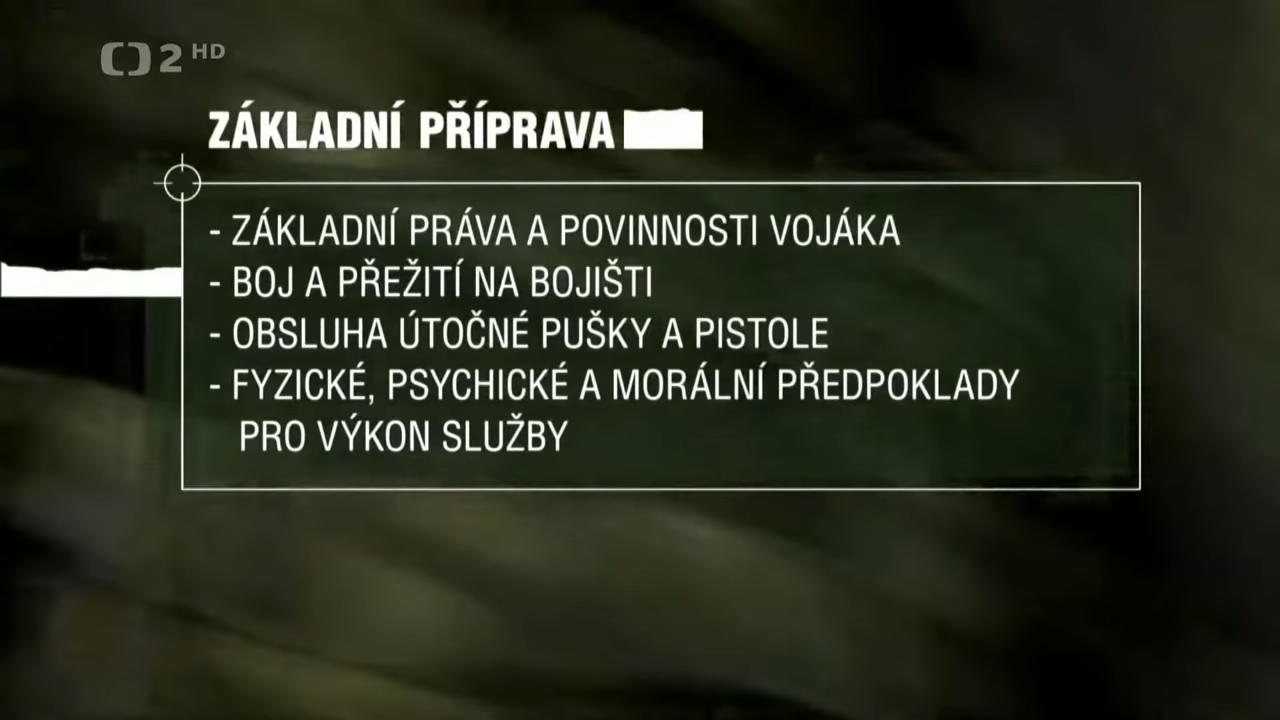 ČT2 HD
ZÁKLADNÍ PŘÍPRAVA
- ZÁKLADNÍ PRÁVA A POVINNOSTI VOJÁKA
- BOJ A PŘEŽITÍ NA BOJIŠTI
- OBSLUHA ÚTOČNÉ PUŠKY A PISTOLE
- FYZICKÉ, PSYCHICKÉ A MORÁLNÍ PŘEDPOKLADY
PRO VÝKON SLUŽBY